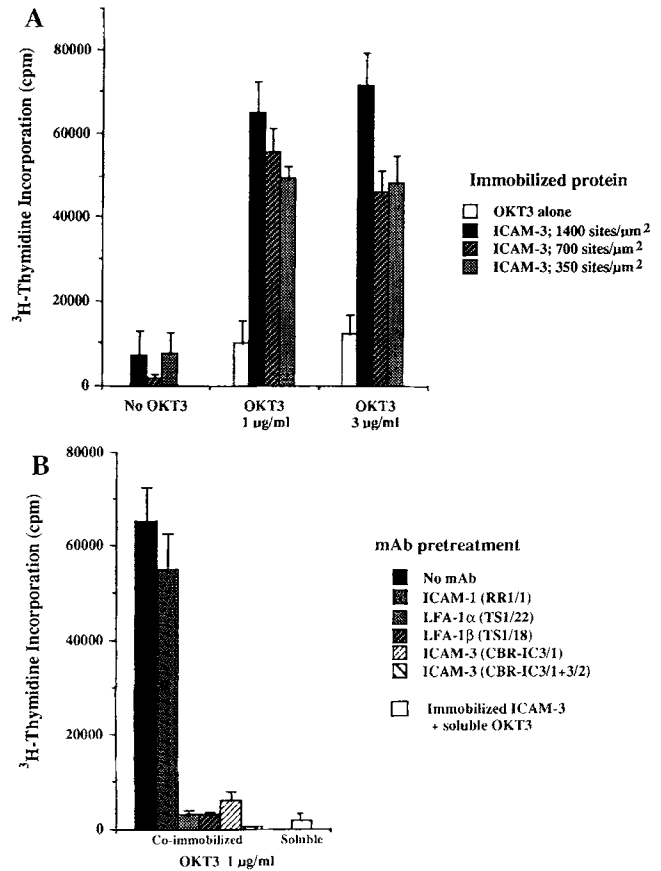 A
³H-Thymidine Incorporation (cpm)
80000
60000
40000
20000
0
No OKT3
OKT3
1 µg/ml
OKT3
3 µg/ml
Immobilized protein
OKT3 alone
ICAM-3; 1400 sites/µm²
ICAM-3; 700 sites/µm²
ICAM-3; 350 sites/µm²
B
³H-Thymidine Incorporation (cpm)
80000
60000
40000
20000
0
Co-immobilized
Soluble
OKT3 1 µg/ml
mAb pretreatment
No mAb
ICAM-1 (RR1/1)
LFA-1α (TS1/22)
LFA-1β (TS1/18)
ICAM-3 (CBR-IC3/1)
ICAM-3 (CBR-IC3/1+3/2)
Immobilized ICAM-3
+ soluble OKT3